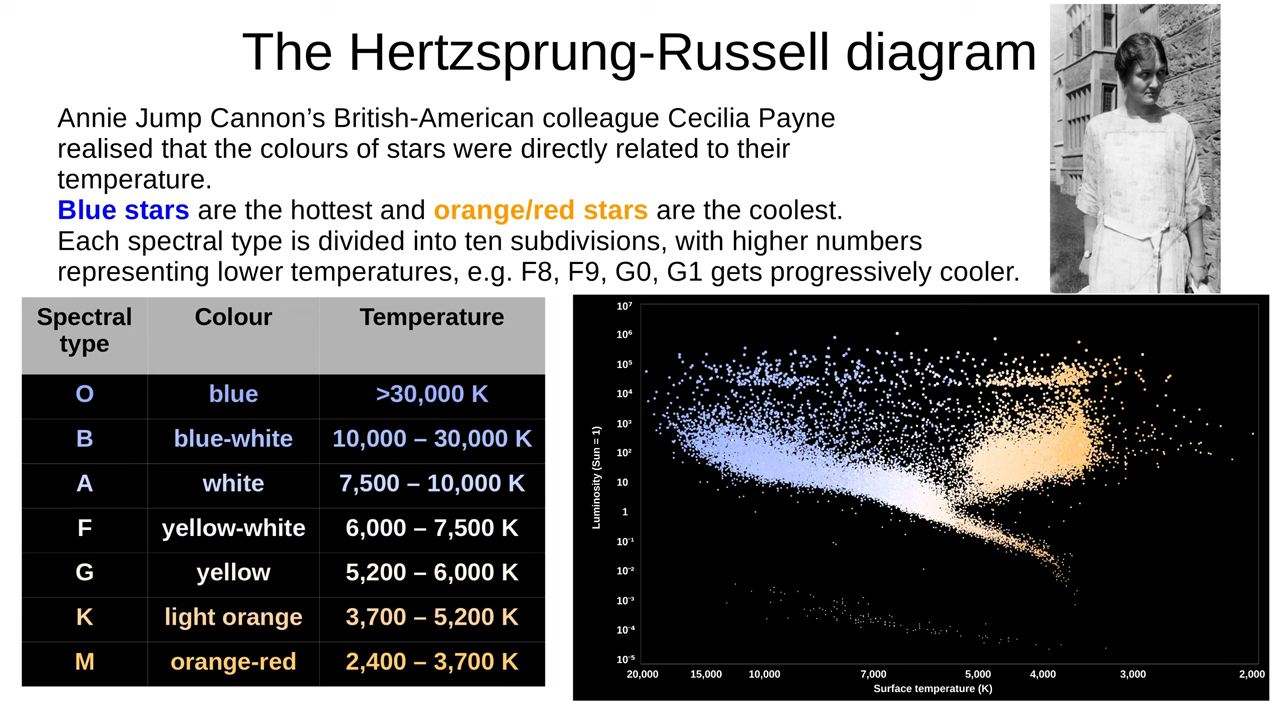 The Hertzsprung-Russell diagram
Annie Jump Cannon’s British-American colleague Cecilia Payne
realised that the colours of stars were directly related to their
temperature.
Blue stars are the hottest and orange/red stars are the coolest.
Each spectral type is divided into ten subdivisions, with higher numbers
representing lower temperatures, e.g. F8, F9, G0, G1 gets progressively cooler.
Spectral type Colour Temperature
O blue >30,000 K
B blue-white 10,000 – 30,000 K
A white 7,500 – 10,000 K
F yellow-white 6,000 – 7,500 K
G yellow 5,200 – 6,000 K
K light orange 3,700 – 5,200 K
M orange-red 2,400 – 3,700 K
Luminosity (Sun = 1)
10⁷
10⁶
10⁵
10⁴
10³
10²
10
1
10⁻¹
10⁻²
10⁻³
10⁻⁴
10⁻⁵
20,000 15,000 10,000 7,000 5,000 4,000 3,000 2,000
Surface temperature (K)